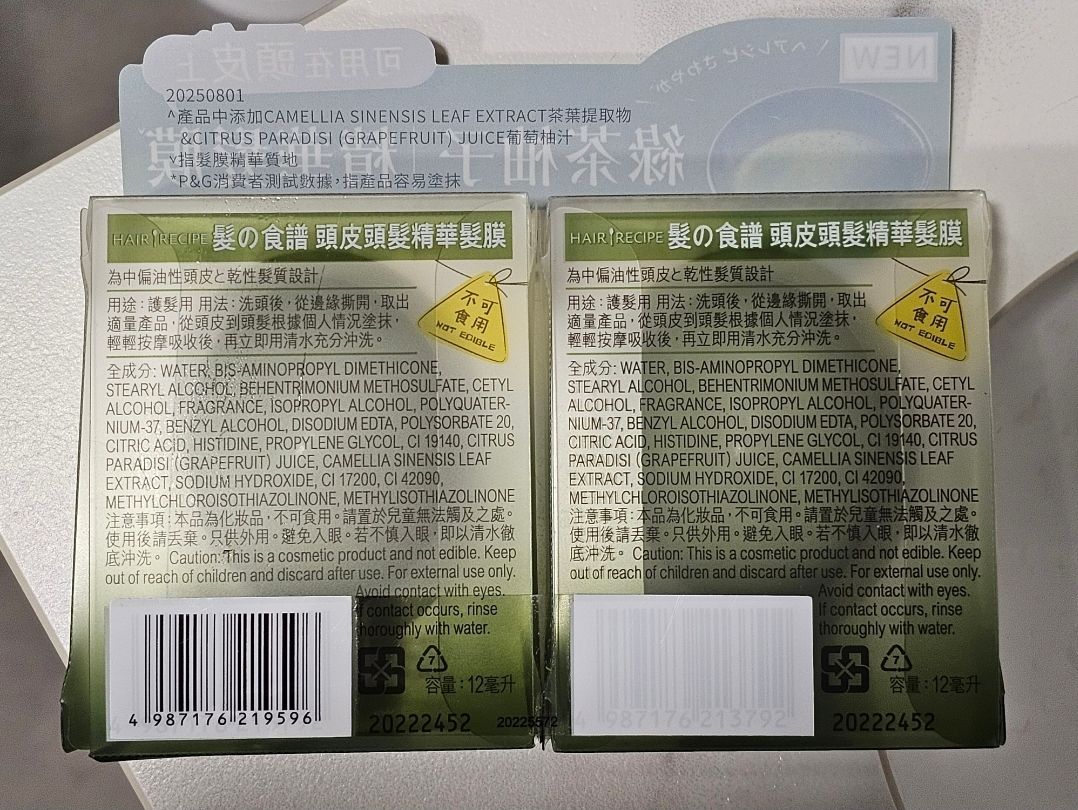 可用在頭皮上
NEW
ヘアレシピ さわやか
綠茶柚子 精華髮膜
20250801
^產品中添加CAMELLIA SINENSIS LEAF EXTRACT茶葉提取物
&CITRUS PARADISI (GRAPEFRUIT) JUICE葡萄柚汁
˅指髮膜精華質地
*P&G消費者測試數據，指產品容易塗抹
HAIR RECIPE 髮の食譜 頭皮頭髮精華髮膜
為中偏油性頭皮と乾性髮質設計
用途：護髮用 用法：洗頭後，從邊緣撕開，取出
適量產品，從頭皮到頭髮根據個人情況塗抹，
輕輕按摩吸收後，再立即用清水充分沖洗。
不可
食用
NOT EDIBLE
全成分: WATER, BIS-AMINOPROPYL DIMETHICONE,
STEARYL ALCOHOL, BEHENTRIMONIUM METHOSULFATE, CETYL
ALCOHOL, FRAGRANCE, ISOPROPYL ALCOHOL, POLYQUATER-
NIUM-37, BENZYL ALCOHOL, DISODIUM EDTA, POLYSORBATE 20,
CITRIC ACID, HISTIDINE, PROPYLENE GLYCOL, CI 19140, CITRUS
PARADISI (GRAPEFRUIT) JUICE, CAMELLIA SINENSIS LEAF
EXTRACT, SODIUM HYDROXIDE, CI 17200, CI 42090,
METHYLCHLOROISOTHIAZOLINONE, METHYLISOTHIAZOLINONE
注意事項：本品為化妝品，不可食用。請置於兒童無法觸及之處。
使用後請丟棄。只供外用。避免入眼。若不慎入眼，即以清水徹
底沖洗。 Caution: This is a cosmetic product and not edible. Keep
out of reach of children and discard after use. For external use only.
Avoid contact with eyes.
If contact occurs, rinse
thoroughly with water.
7
容量：12毫升
4 987176 219596
20222452
20225572
HAIR RECIPE 髮の食譜 頭皮頭髮精華髮膜
為中偏油性頭皮と乾性髮質設計
用途：護髮用 用法：洗頭後，從邊緣撕開，取出
適量產品，從頭皮到頭髮根據個人情況塗抹，
輕輕按摩吸收後，再立即用清水充分沖洗。
不可
食用
NOT EDIBLE
全成分: WATER, BIS-AMINOPROPYL DIMETHICONE,
STEARYL ALCOHOL, BEHENTRIMONIUM METHOSULFATE, CETYL
ALCOHOL, FRAGRANCE, ISOPROPYL ALCOHOL, POLYQUATER-
NIUM-37, BENZYL ALCOHOL, DISODIUM EDTA, POLYSORBATE 20,
CITRIC ACID, HISTIDINE, PROPYLENE GLYCOL, CI 19140, CITRUS
PARADISI (GRAPEFRUIT) JUICE, CAMELLIA SINENSIS LEAF
EXTRACT, SODIUM HYDROXIDE, CI 17200, CI 42090,
METHYLCHLOROISOTHIAZOLINONE, METHYLISOTHIAZOLINONE
注意事項：本品為化妝品，不可食用。請置於兒童無法觸及之處。
使用後請丟棄。只供外用。避免入眼。若不慎入眼，即以清水徹
底沖洗。 Caution: This is a cosmetic product and not edible. Keep
out of reach of children and discard after use. For external use only.
Avoid contact with eyes.
If contact occurs, rinse
thoroughly with water.
7
容量：12毫升
4 987176 213792
20222452